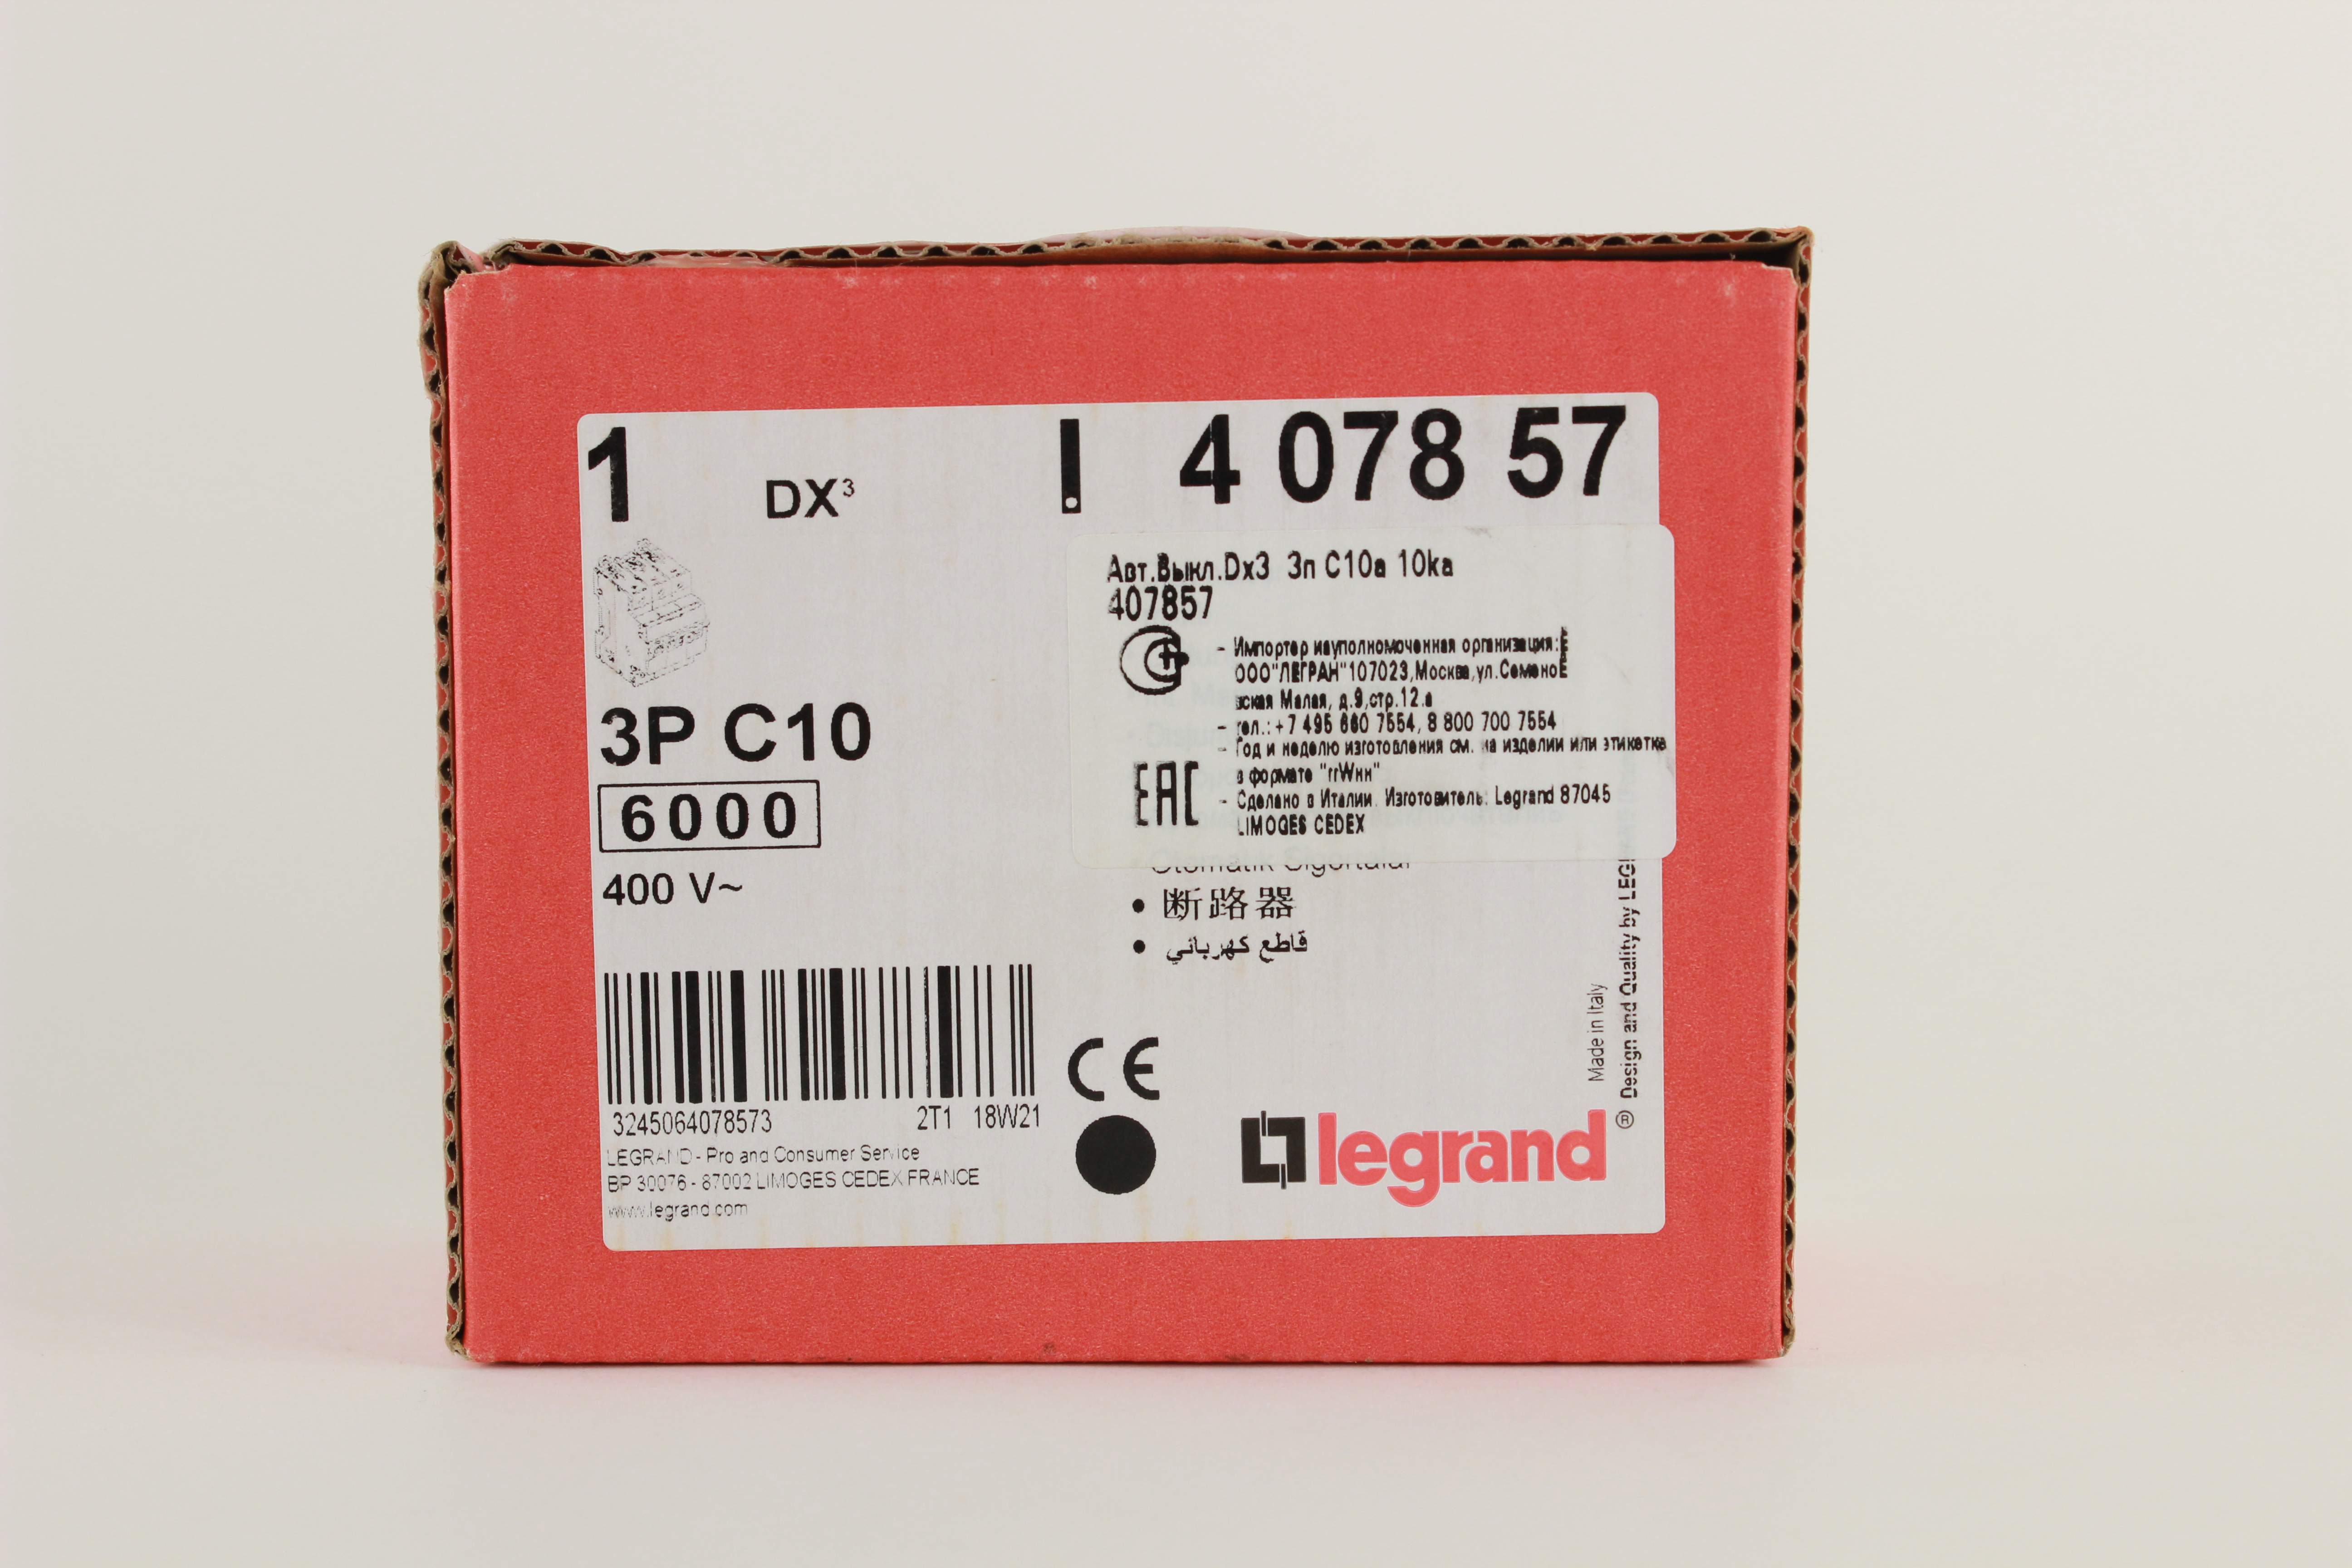 1 DX³ 4 078 57
Авт.Выкл.Dx3 3п С10а 10ka
407857
- Импортер иауполномоченная организация:
ООО"ЛЕГРАН"107023,Москва,ул.Семено
вская Малая, д.9,стр.12.а
- тел.: +7 495 660 7554, 8 800 700 7554
- Год и неделю изготовления см. на изделии или этикетке
в формате "ггWнн"
- Сделано в Италии. Изготовитель: Legrand 87045
LIMOGES CEDEX
EAC
3P C10
6000
400 V~
• 断路器
• قاطع كهربائي
3245064078573 2T1 18W21
LEGRAND - Pro and Consumer Service
BP 30076 - 87002 LIMOGES CEDEX FRANCE
www.legrand.com
CE
legrand®
Made in Italy
Design and Quality by